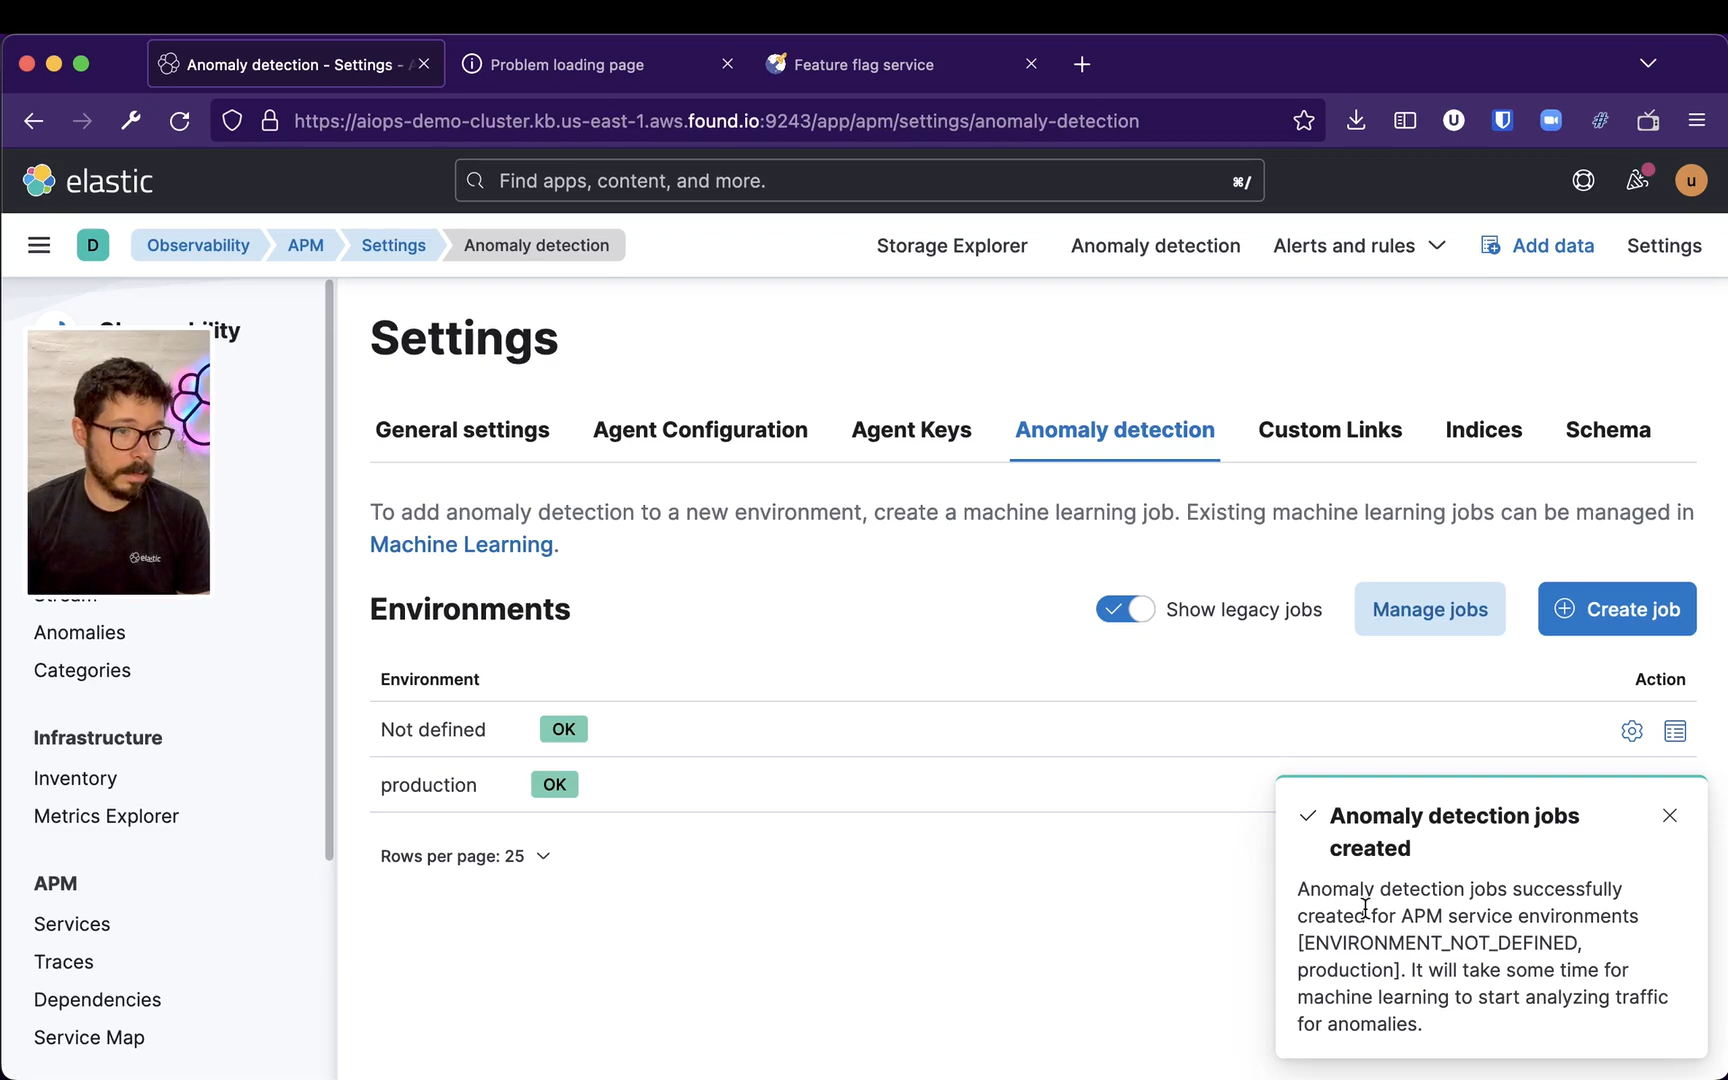 Anomaly detection - Settings -
Problem loading page
Feature flag service
https://aiops-demo-cluster.kb.us-east-1.aws.found.io:9243/app/apm/settings/anomaly-detection
elastic
Find apps, content, and more.
⌘/
u
D
Observability
APM
Settings
Anomaly detection
Storage Explorer
Anomaly detection
Alerts and rules
Add data
Settings
elastic
Anomalies
Categories
Infrastructure
Inventory
Metrics Explorer
APM
Services
Traces
Dependencies
Service Map
Settings
General settings
Agent Configuration
Agent Keys
Anomaly detection
Custom Links
Indices
Schema
To add anomaly detection to a new environment, create a machine learning job. Existing machine learning jobs can be managed in
Machine Learning.
Environments
Show legacy jobs
Manage jobs
Create job
Environment
Action
Not defined OK
production OK
Rows per page: 25
Anomaly detection jobs
created
Anomaly detection jobs successfully
created for APM service environments
[ENVIRONMENT_NOT_DEFINED,
production]. It will take some time for
machine learning to start analyzing traffic
for anomalies.